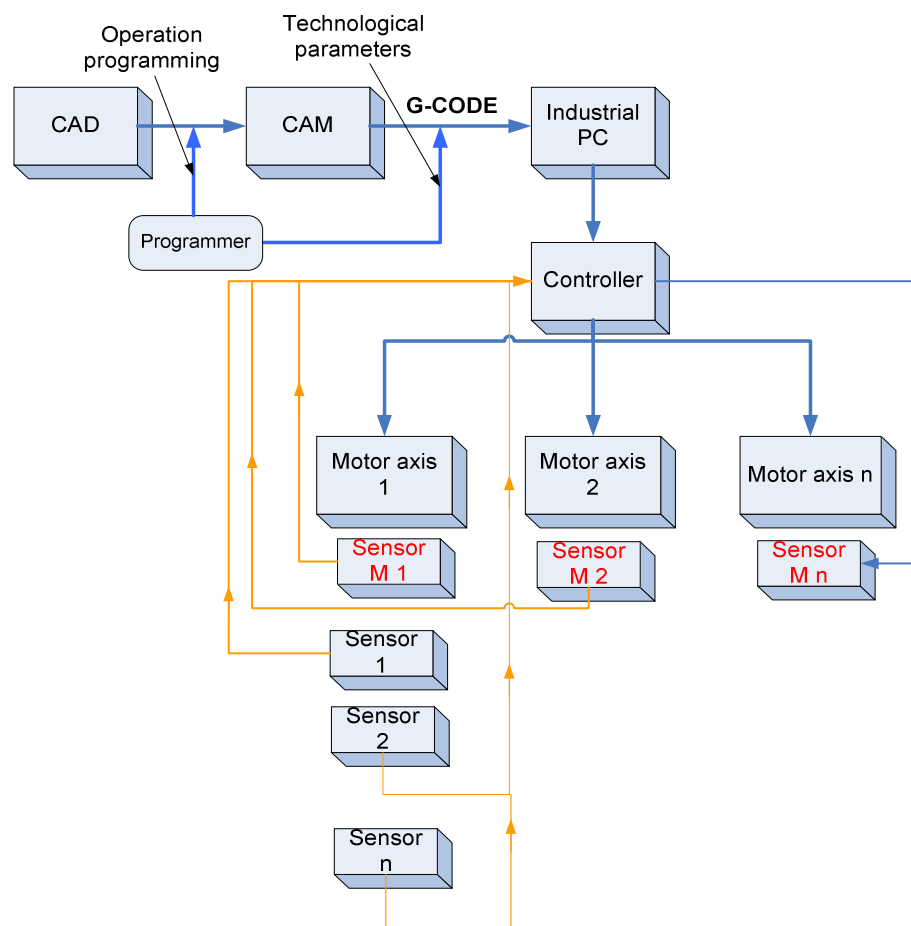 Operation
programming
Technological
parameters
CAD
CAM
G-CODE
Industrial
PC
Programmer
Controller
Motor axis
1
Motor axis
2
Motor axis n
Sensor
M 1
Sensor
M 2
Sensor
M n
Sensor
1
Sensor
2
Sensor
n